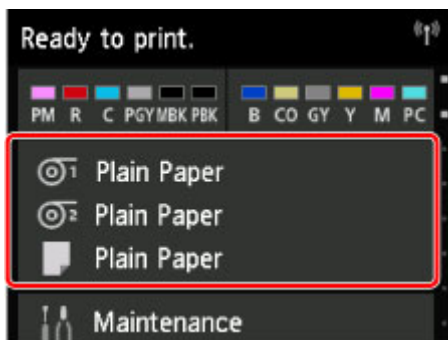 Ready to print.
PM R C PGY MBK PBK B CO GY Y M PC
1 Plain Paper
2 Plain Paper
Plain Paper
Maintenance